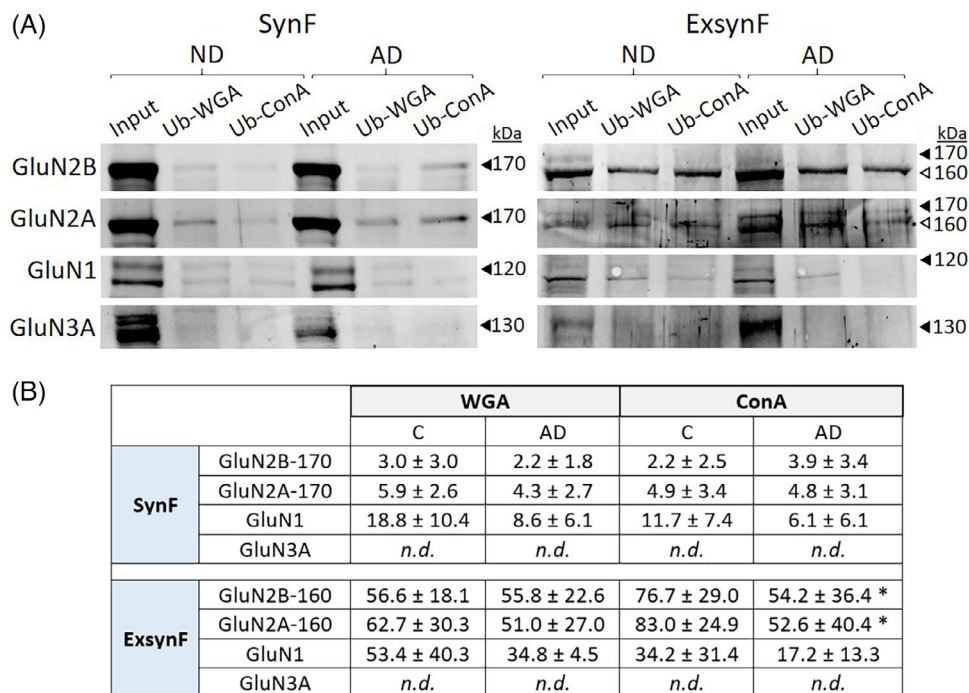 (A)
SynF
ExsynF
ND AD ND AD
Input Ub-WGA Ub-ConA Input Ub-WGA Ub-ConA Input Ub-WGA Ub-ConA Input Ub-WGA Ub-ConA
kDa kDa
GluN2B ◄170 ◄170
◁160
GluN2A ◄170 ◄170
◁160
GluN1 ◄120 ◄120
GluN3A ◄130 ◄130
(B)
WGA ConA
C AD C AD
SynF
GluN2B-170 3.0 ± 3.0 2.2 ± 1.8 2.2 ± 2.5 3.9 ± 3.4
GluN2A-170 5.9 ± 2.6 4.3 ± 2.7 4.9 ± 3.4 4.8 ± 3.1
GluN1 18.8 ± 10.4 8.6 ± 6.1 11.7 ± 7.4 6.1 ± 6.1
GluN3A n.d. n.d. n.d. n.d.
ExsynF
GluN2B-160 56.6 ± 18.1 55.8 ± 22.6 76.7 ± 29.0 54.2 ± 36.4 *
GluN2A-160 62.7 ± 30.3 51.0 ± 27.0 83.0 ± 24.9 52.6 ± 40.4 *
GluN1 53.4 ± 40.3 34.8 ± 4.5 34.2 ± 31.4 17.2 ± 13.3
GluN3A n.d. n.d. n.d. n.d.